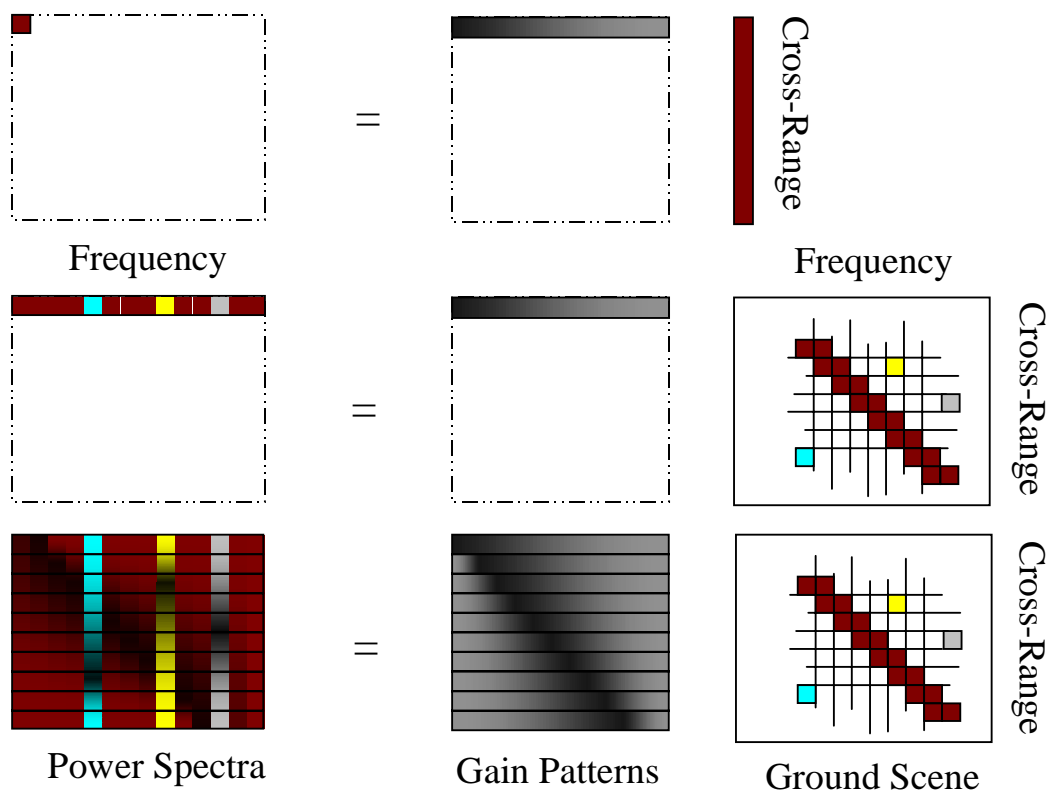 Cross-Range
=
Frequency
Frequency
Cross-Range
=
Cross-Range
=
Power Spectra
Gain Patterns
Ground Scene